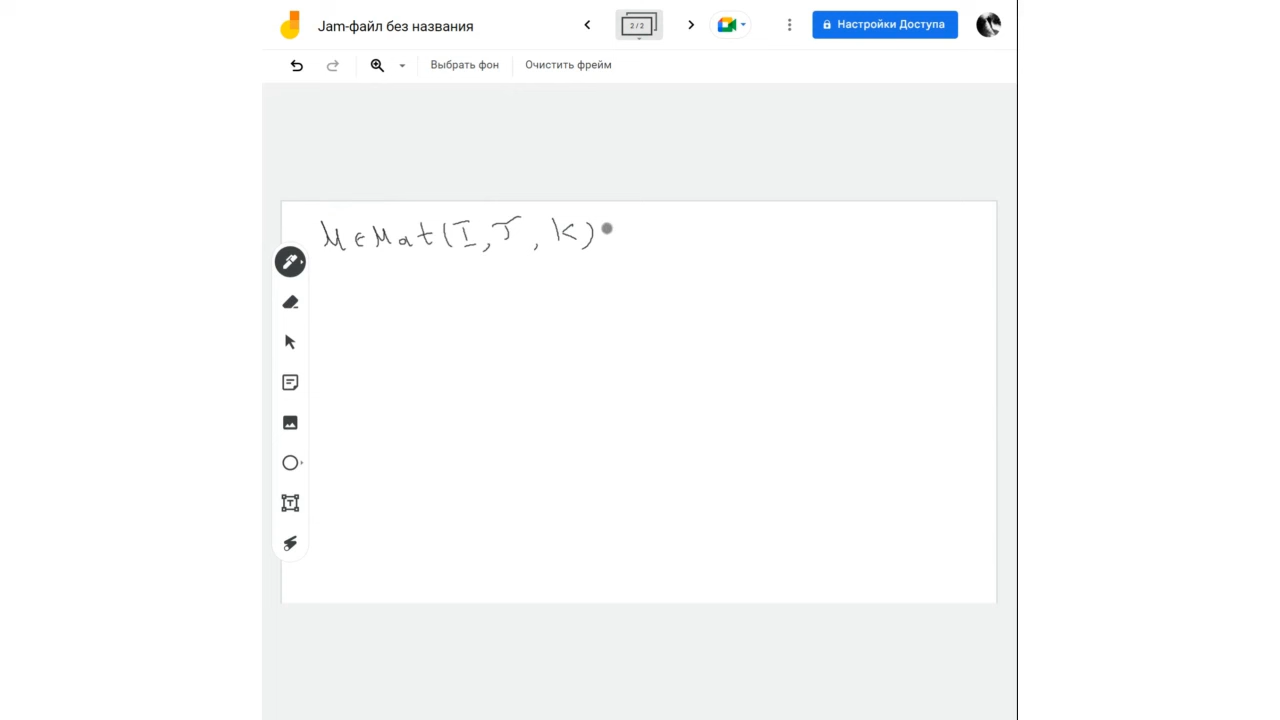 Jam-файл без названия
2/2
Настройки Доступа
Выбрать фон
Очистить фрейм
M ∈ Mat(I, J, K)
T